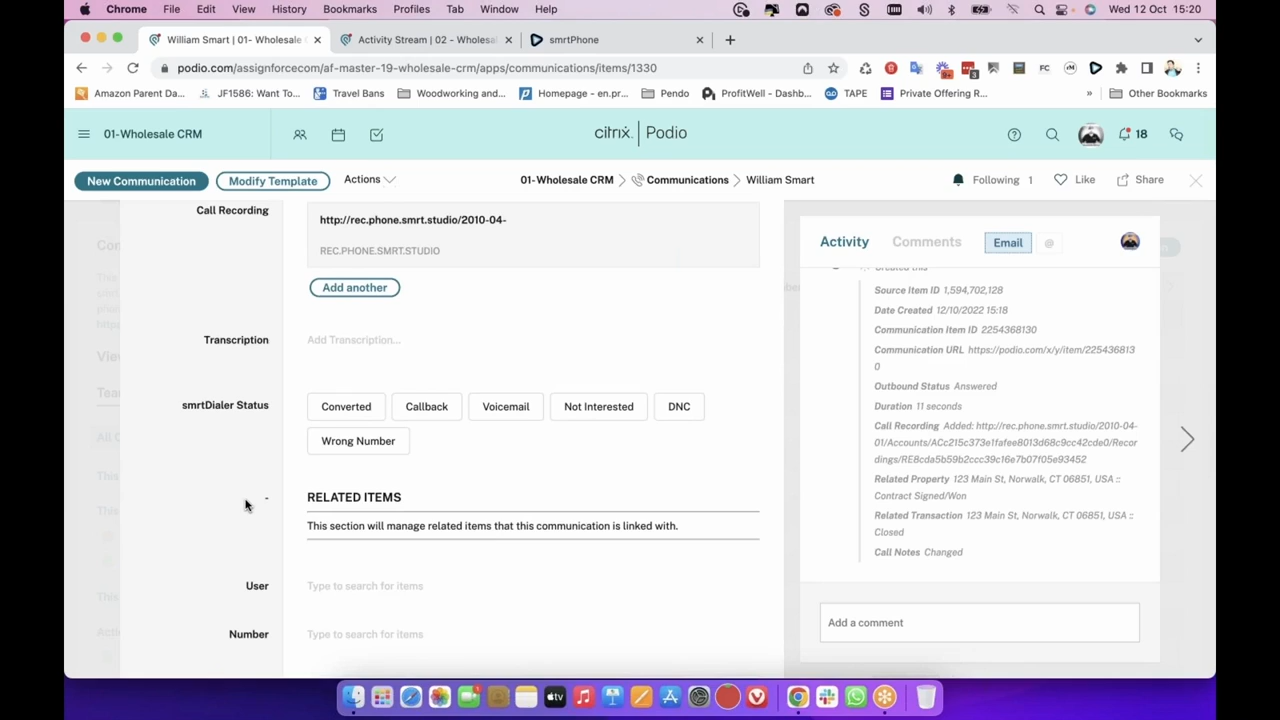 Chrome File Edit View History Bookmarks Profiles Tab Window Help Wed 12 Oct 15:20
William Smart | 01- Wholesale Activity Stream | 02 - Wholesal smrtPhone
podio.com/assignforcecom/af-master-19-wholesale-crm/apps/communications/items/1330
Amazon Parent Da... JF1586: Want To... Travel Bans Woodworking and... Homepage - en.pr... Pendo ProfitWell - Dashb... TAPE Private Offering R... » Other Bookmarks
01-Wholesale CRM citrix | Podio 18
New Communication Modify Template Actions 01-Wholesale CRM Communications William Smart Following 1 Like Share
Call Recording
http://rec.phone.smrt.studio/2010-04-
REC.PHONE.SMRT.STUDIO
Add another
Transcription Add Transcription...
smrtDialer Status Converted Callback Voicemail Not Interested DNC
Wrong Number
- RELATED ITEMS
This section will manage related items that this communication is linked with.
User Type to search for items
Number Type to search for items
Activity Comments Email @
Created this
Source Item ID 1,594,702,128
Date Created 12/10/2022 15:18
Communication Item ID 2254368130
Communication URL https://podio.com/x/y/item/225436813
0
Outbound Status Answered
Duration 11 seconds
Call Recording Added: http://rec.phone.smrt.studio/2010-04-
01/Accounts/ACc215c373e1fafee8013d68c9cc42cde0/Recor
dings/RE8cda5b59b2ccc39c16e7b07f05e93452
Related Property 123 Main St, Norwalk, CT 06851, USA ::
Contract Signed/Won
Related Transaction 123 Main St, Norwalk, CT 06851, USA ::
Closed
Call Notes Changed
Add a comment